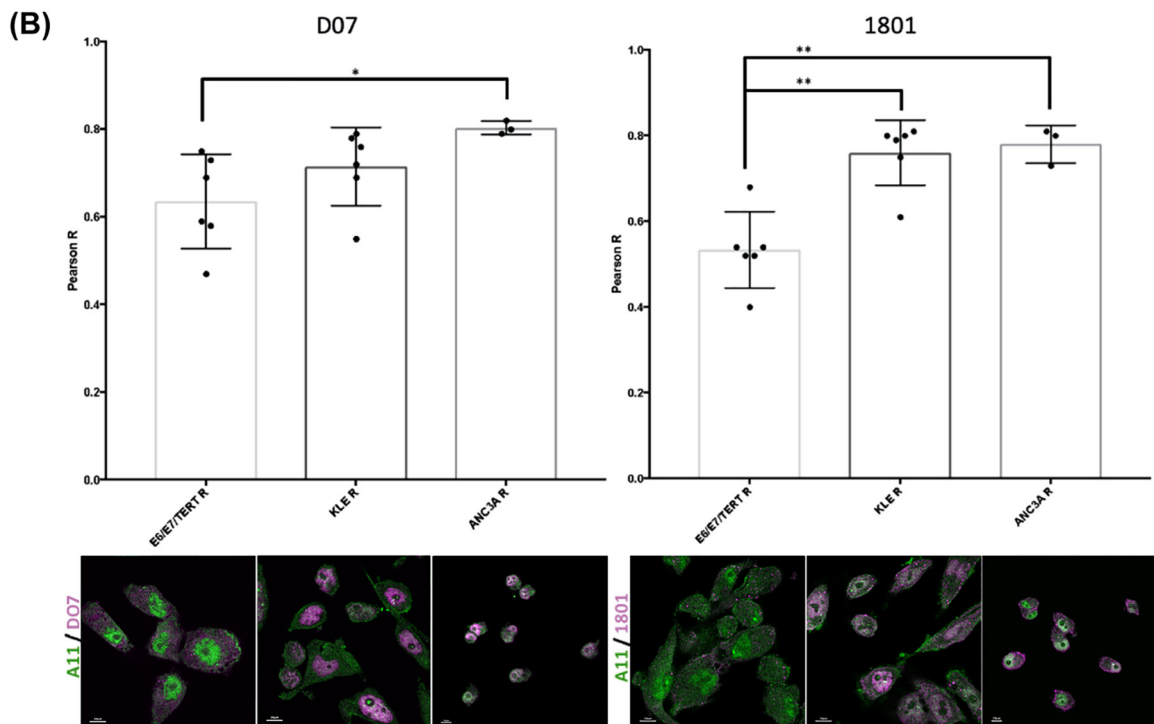 (B)
D07
1801
1.0
0.8
0.6
0.4
0.2
0.0
Pearson R
*
E6/E7/TERT R
KLE R
ANC3A R
1.0
0.8
0.6
0.4
0.2
0.0
Pearson R
**
**
E6/E7/TERT R
KLE R
ANC3A R
A11 / D07
A11 / 1801